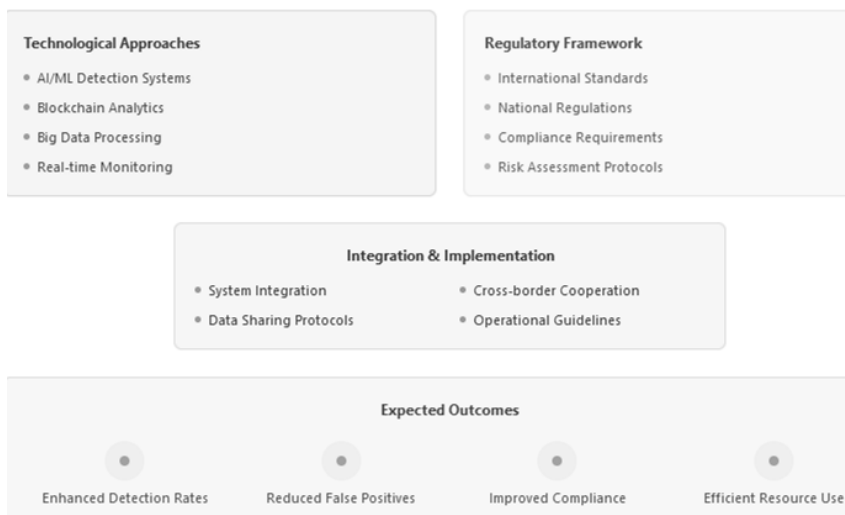 Technological Approaches
AI/ML Detection Systems
Blockchain Analytics
Big Data Processing
Real-time Monitoring
Regulatory Framework
International Standards
National Regulations
Compliance Requirements
Risk Assessment Protocols
Integration & Implementation
System Integration
Data Sharing Protocols
Cross-border Cooperation
Operational Guidelines
Expected Outcomes
Enhanced Detection Rates
Reduced False Positives
Improved Compliance
Efficient Resource Use